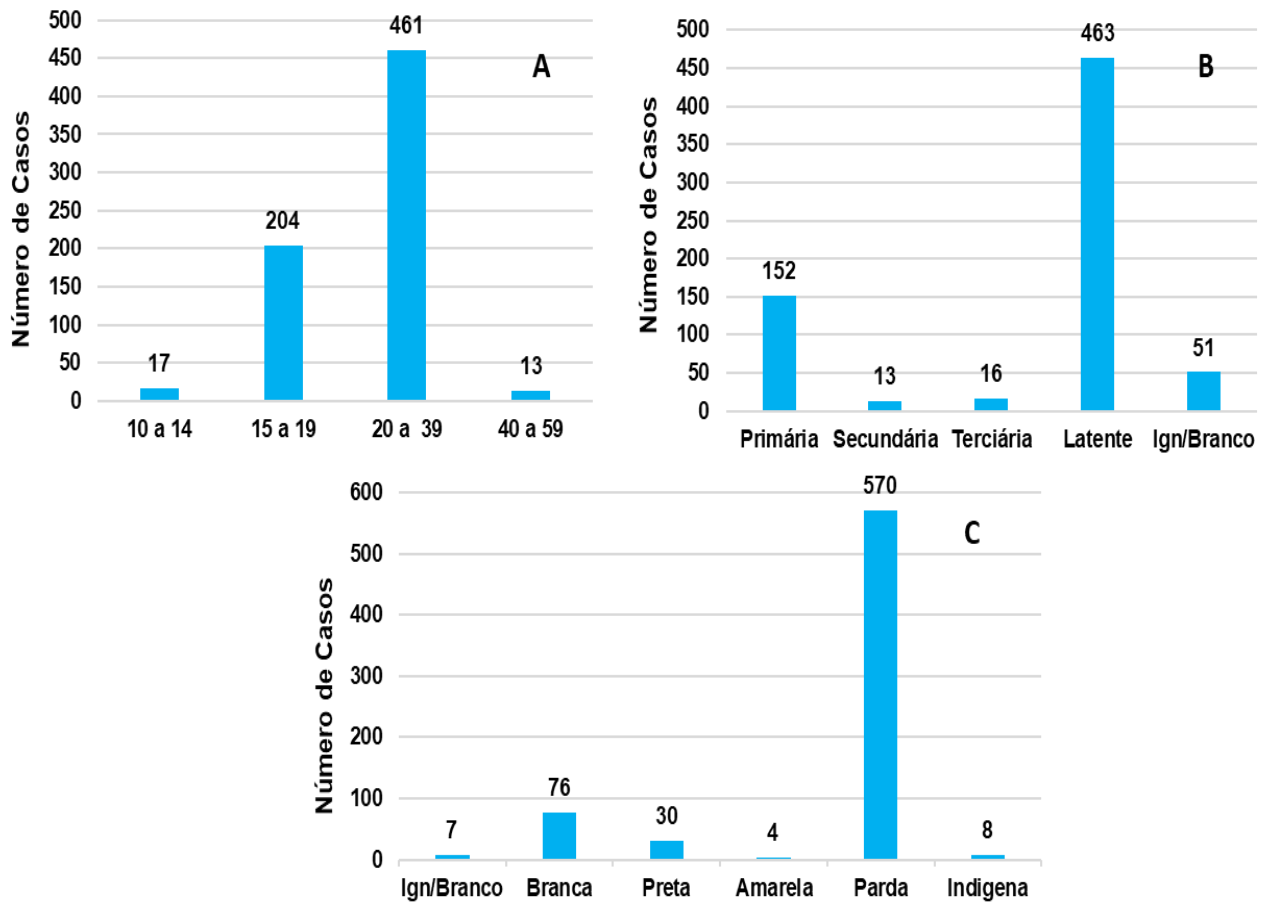 500
450
400
350
300
250
200
150
100
50
0
Número de Casos
A
17
204
461
13
10 a 14
15 a 19
20 a 39
40 a 59
500
450
400
350
300
250
200
150
100
50
0
Número de Casos
B
152
13
16
463
51
Primária
Secundária
Terciária
Latente
Ign/Branco
600
500
400
300
200
100
0
Número de Casos
C
7
76
30
4
570
8
Ign/Branco
Branca
Preta
Amarela
Parda
Indigena